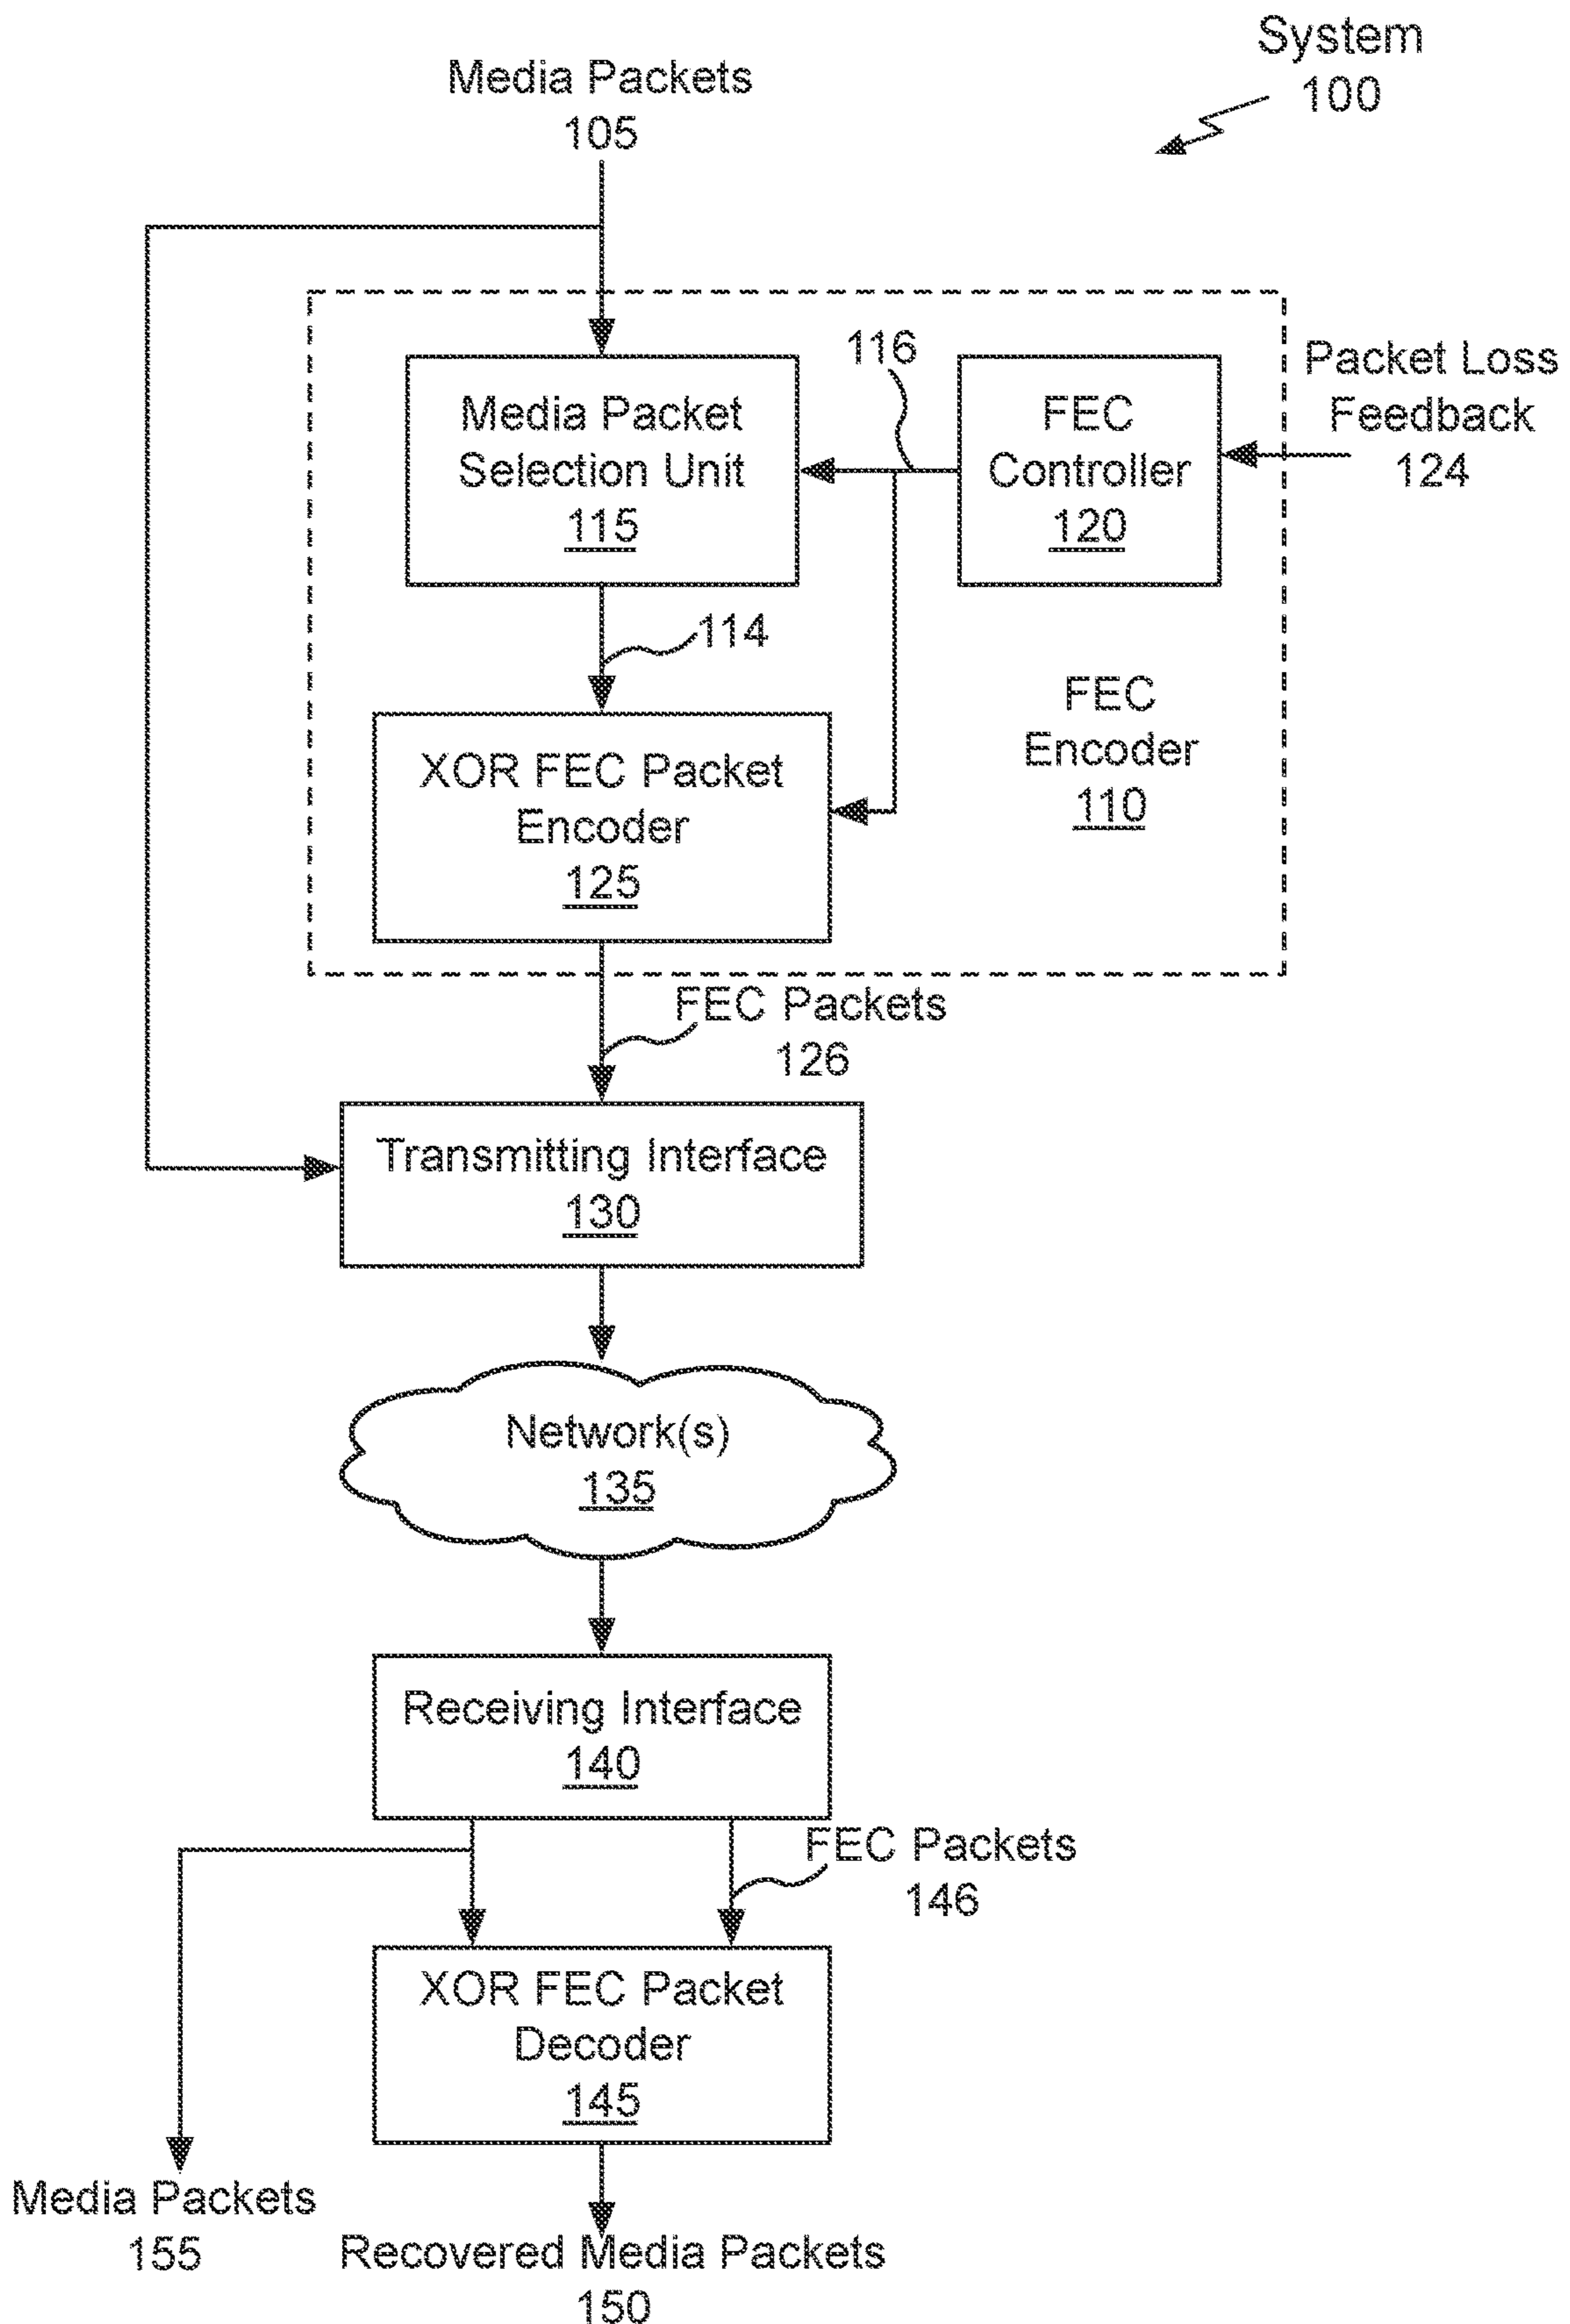 System
100
Media Packets
105
116
Media Packet
Selection Unit
115
FEC
Controller
120
Packet Loss
Feedback
124
114
FEC
Encoder
110
XOR FEC Packet
Encoder
125
FEC Packets
126
Transmitting Interface
130
Network(s)
135
Receiving Interface
140
FEC Packets
146
XOR FEC Packet
Decoder
145
Media Packets
155
Recovered Media Packets
150